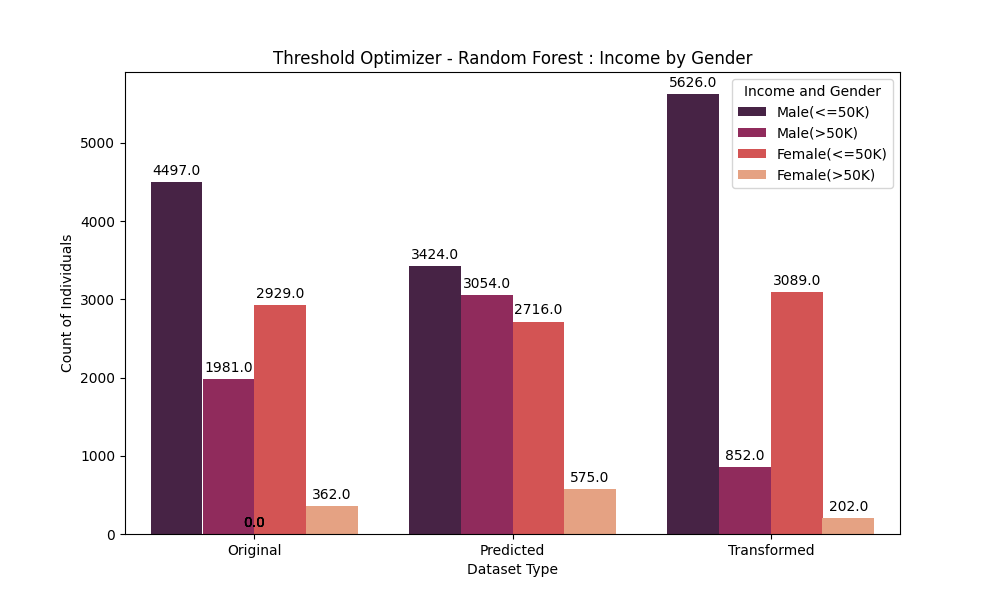 Threshold Optimizer - Random Forest : Income by Gender
Income and Gender
Male(<=50K)
Male(>50K)
Female(<=50K)
Female(>50K)
Count of Individuals
5000
4000
3000
2000
1000
0
4497.0
1981.0
2929.0
362.0
0.0
3424.0
3054.0
2716.0
575.0
5626.0
852.0
3089.0
202.0
Original
Predicted
Transformed
Dataset Type